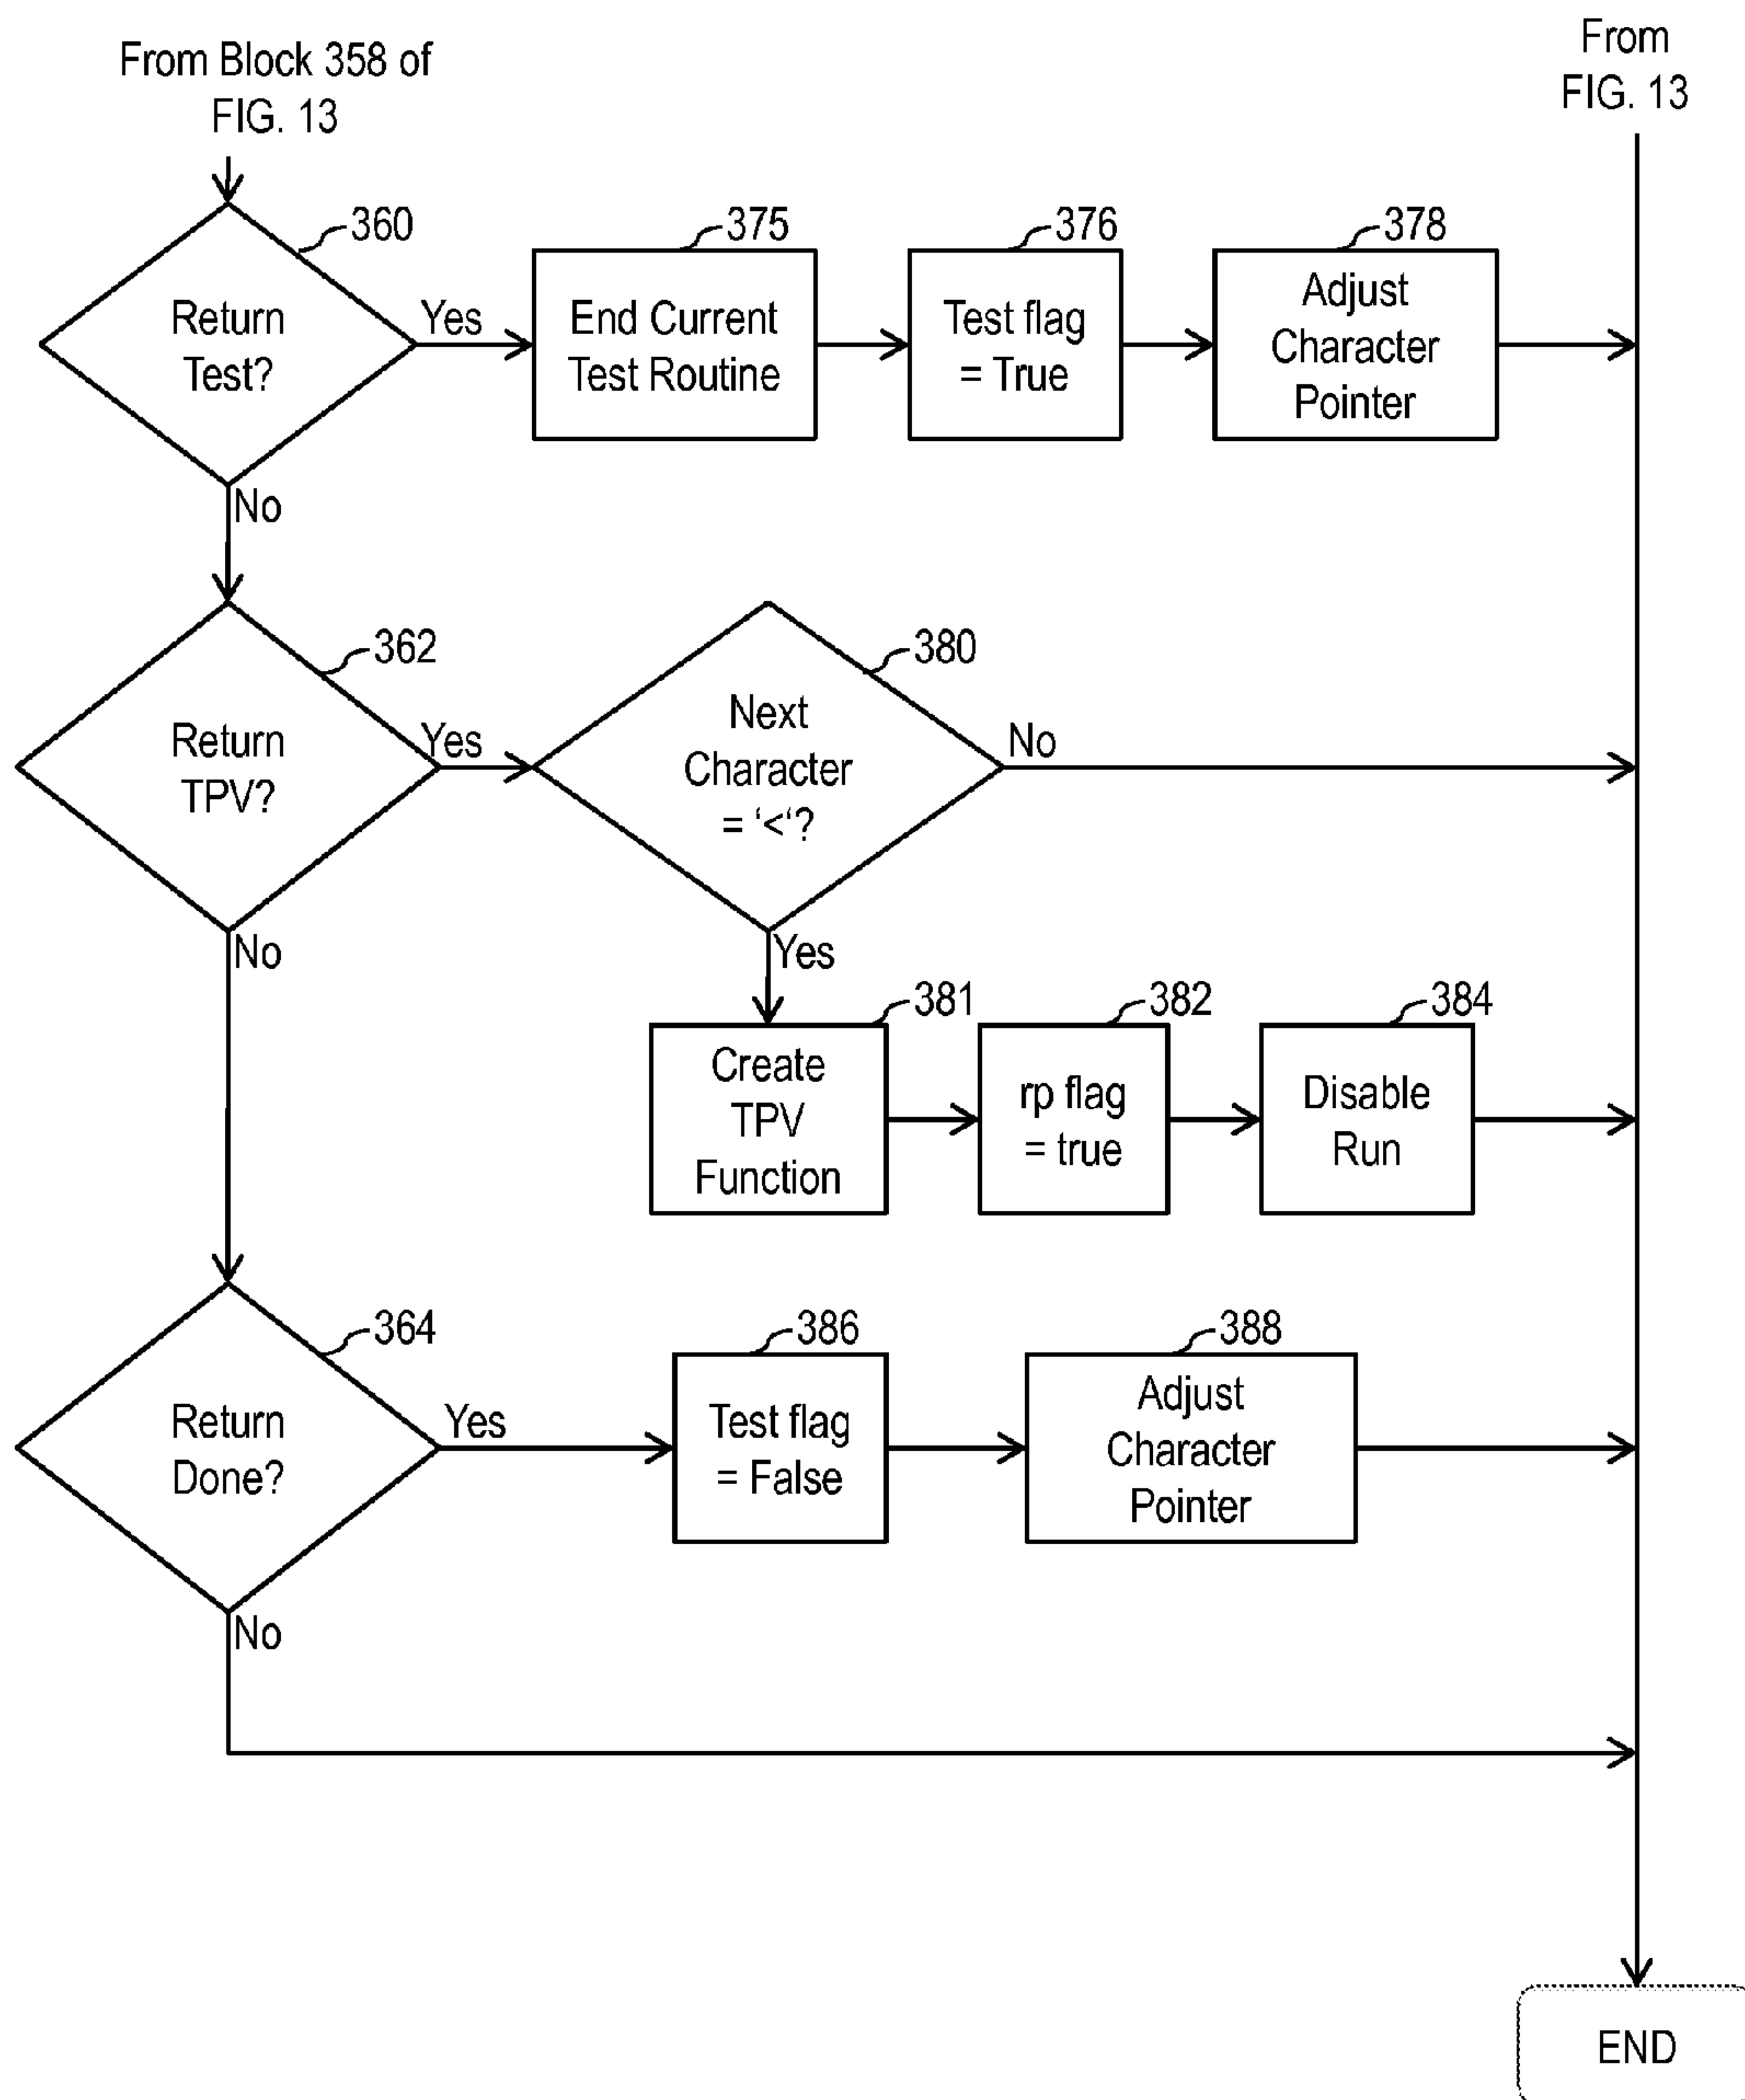 From Block 358 of
FIG. 13
From
FIG. 13
360
Return
Test?
Yes
No
375
End Current
Test Routine
376
Test flag
= True
378
Adjust
Character
Pointer
362
Return
TPV?
Yes
No
380
Next
Character
= ‘<‘?
No
Yes
381
Create
TPV
Function
382
rp flag
= true
384
Disable
Run
364
Return
Done?
Yes
No
386
Test flag
= False
388
Adjust
Character
Pointer
END